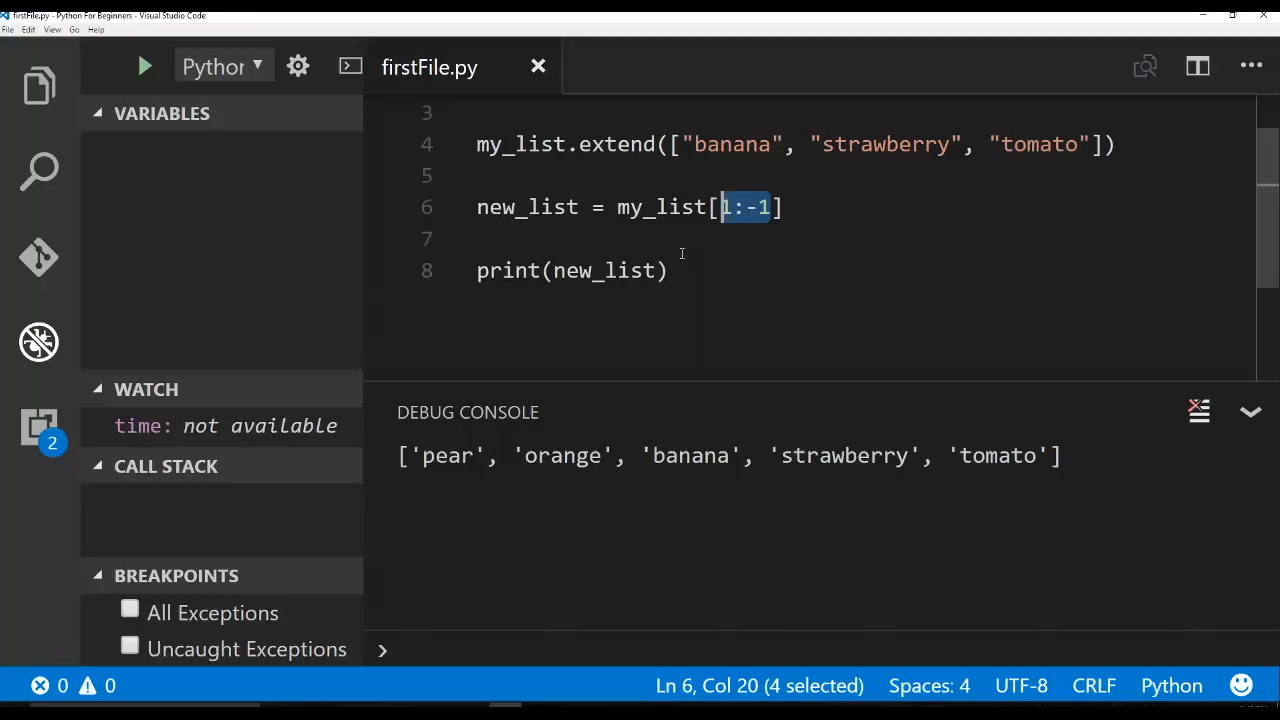 firstFile.py - Python For Beginners - Visual Studio Code
File Edit View Go Help
Python
firstFile.py
VARIABLES
3
4 my_list.extend(["banana", "strawberry", "tomato"])
5
6 new_list = my_list[1:-1]
7
8 print(new_list)
WATCH
time: not available
CALL STACK
BREAKPOINTS
All Exceptions
Uncaught Exceptions
2
DEBUG CONSOLE
['pear', 'orange', 'banana', 'strawberry', 'tomato']
0 0 Ln 6, Col 20 (4 selected) Spaces: 4 UTF-8 CRLF Python